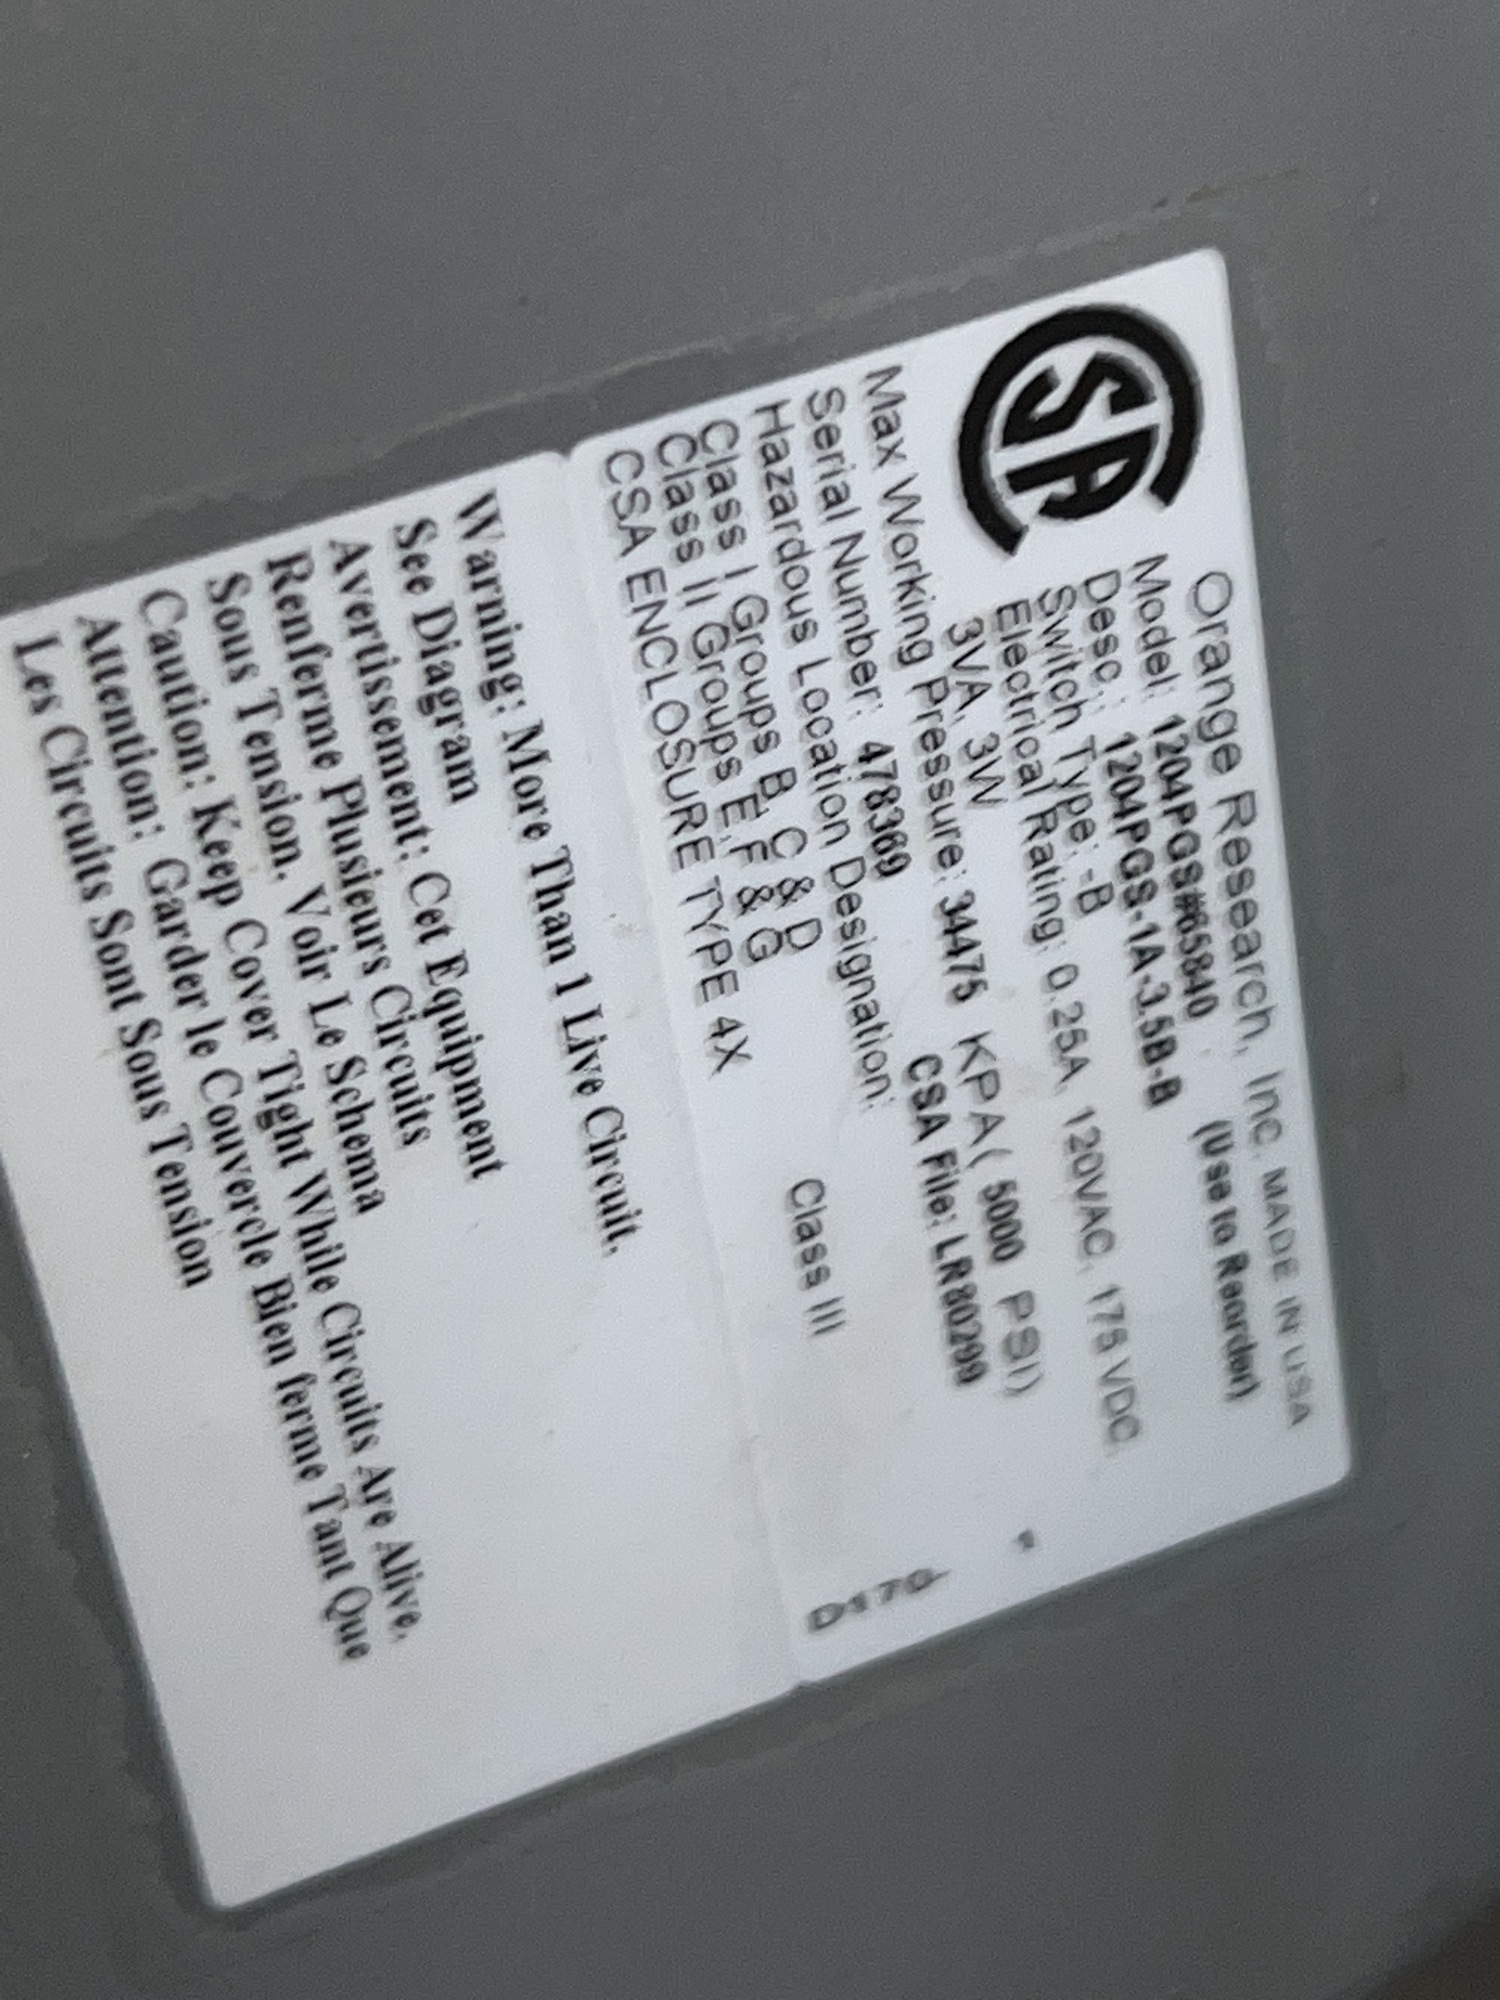 CSA
Orange Research, Inc. MADE IN USA
Model: 1204PGS#65840 (Use to Reorder)
Desc.: 1204PGS-1A-3.5B-B
Switch Type: -B
Electrical Rating: 0.25A, 120VAC, 175 VDC,
3VA, 3W
Max Working Pressure: 34475 KPA( 5000 PSI)
Serial Number: 478369 CSA File: LR80299
Hazardous Location Designation:
Class I Groups B, C & D Class III
Class II Groups E,F & G
CSA ENCLOSURE TYPE 4X
D170-
Warning: More Than 1 Live Circuit.
See Diagram
Avertissement: Cet Equipment
Renferme Plusieurs Circuits
Sous Tension. Voir Le Schema
Caution: Keep Cover Tight While Circuits Are Alive.
Attention: Garder le Couvercle Bien ferme Tant Que
Les Circuits Sont Sous Tension